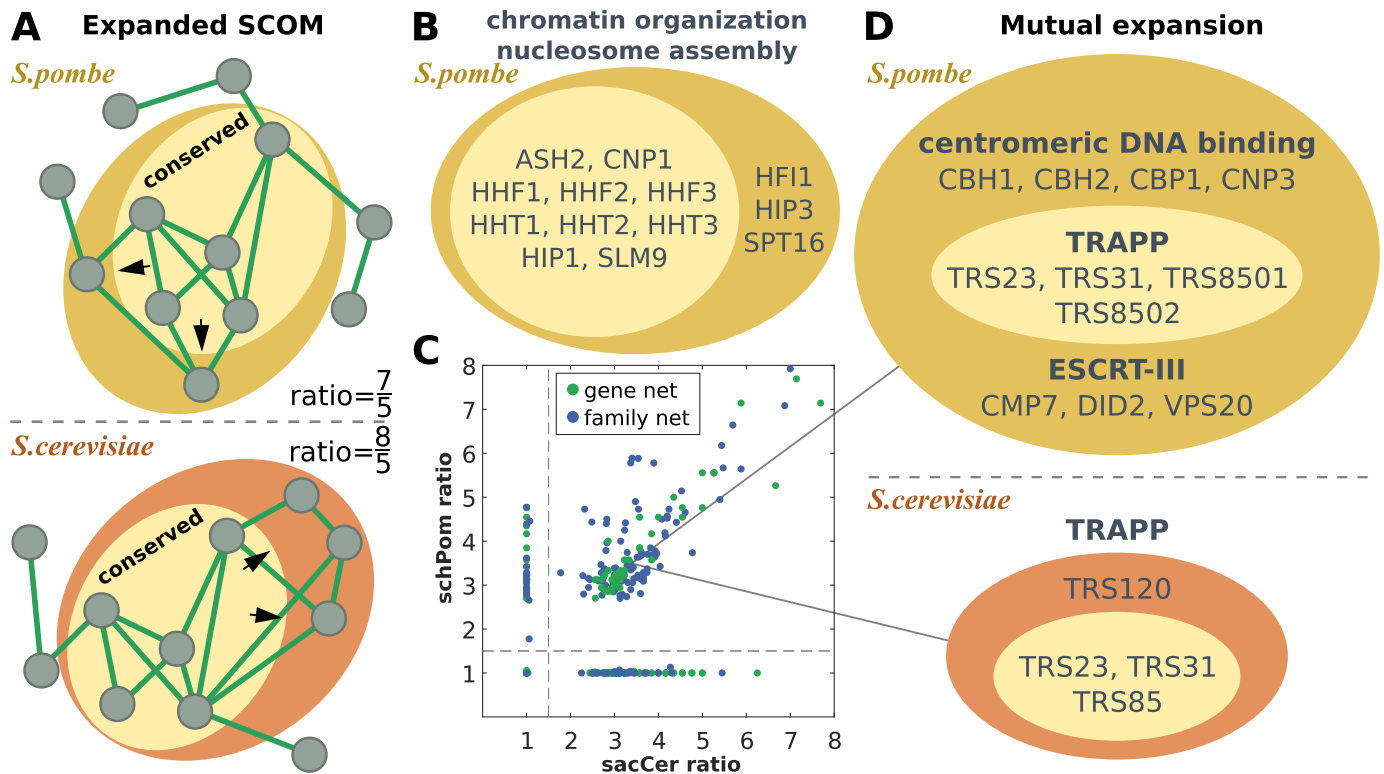 A Expanded SCOM
S.pombe
conserved
ratio=7/5
S.cerevisiae
ratio=8/5
conserved
B chromatin organization
nucleosome assembly
S.pombe
ASH2, CNP1
HHF1, HHF2, HHF3
HHT1, HHT2, HHT3
HIP1, SLM9
HFI1
HIP3
SPT16
C
gene net
family net
schPom ratio
8
7
6
5
4
3
2
1
1 2 3 4 5 6 7 8
sacCer ratio
D Mutual expansion
S.pombe
centromeric DNA binding
CBH1, CBH2, CBP1, CNP3
TRAPP
TRS23, TRS31, TRS8501
TRS8502
ESCRT-III
CMP7, DID2, VPS20
S.cerevisiae
TRAPP
TRS120
TRS23, TRS31
TRS85